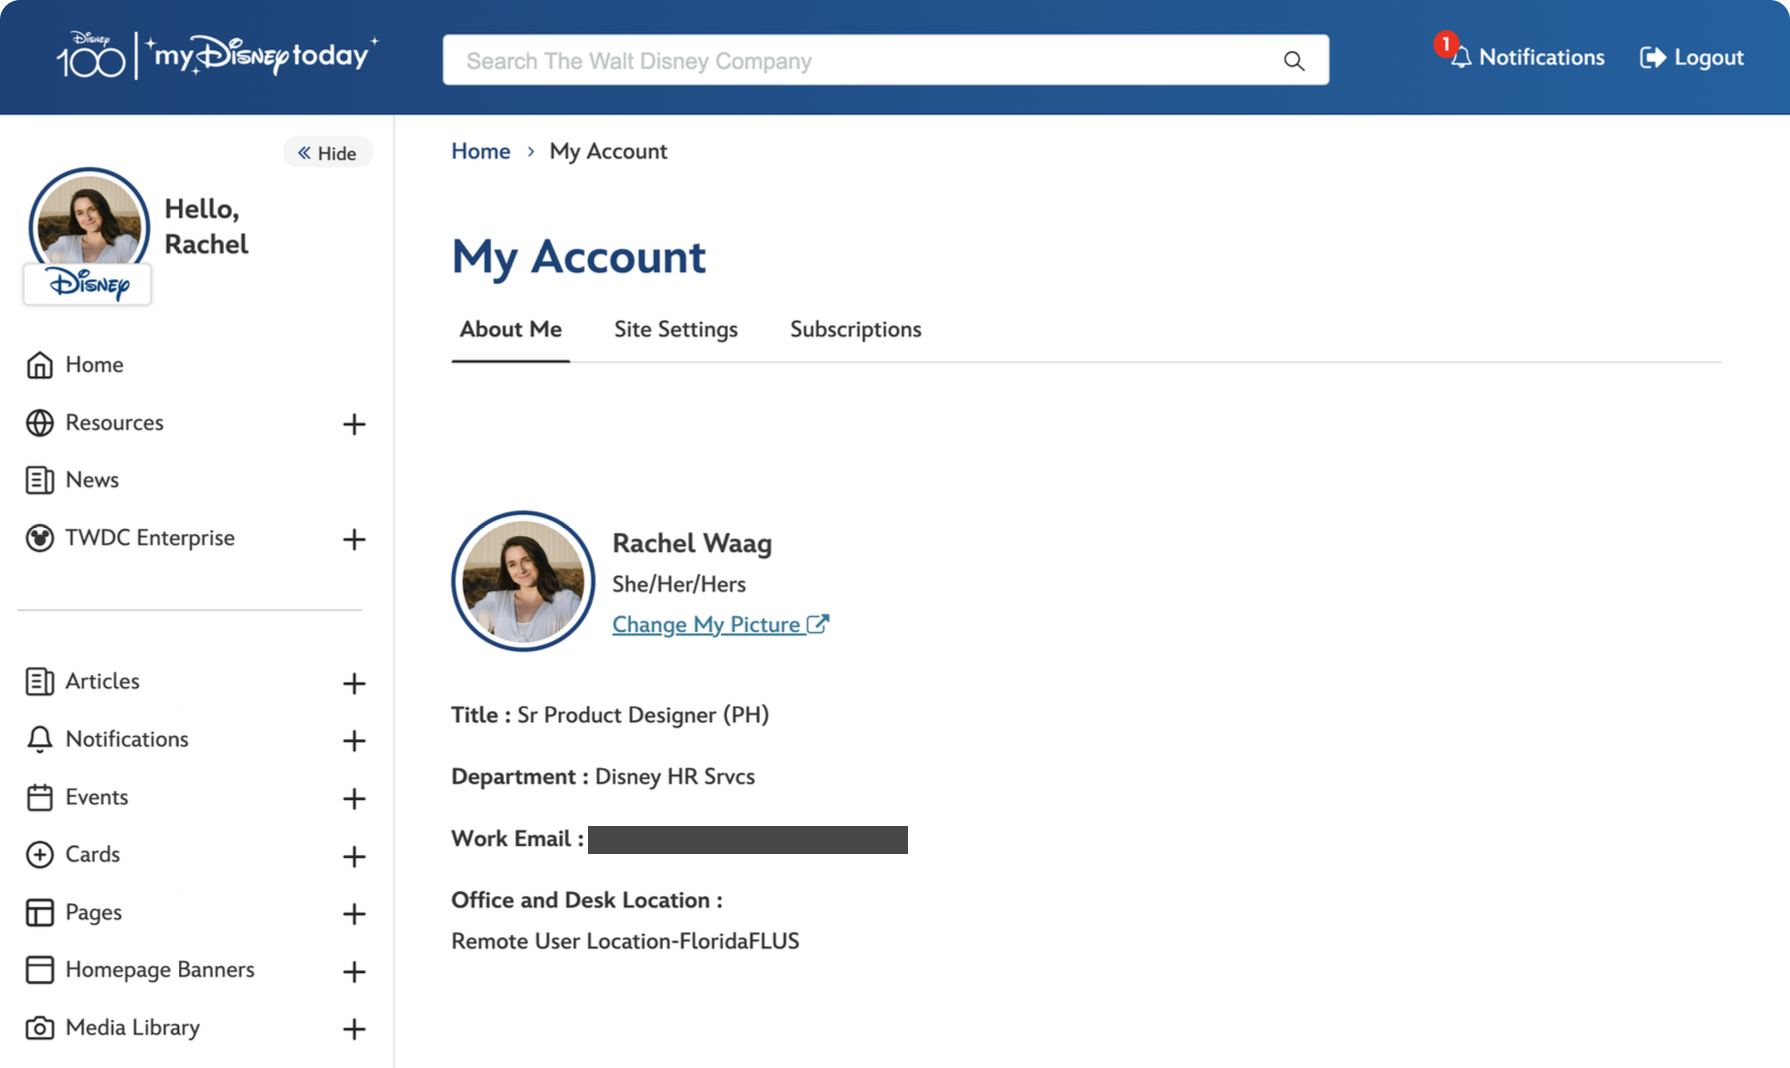 Disney
100 | myDisneytoday
Search The Walt Disney Company
1
Notifications
Logout
Hide
Hello,
Rachel
Disney
Home
Resources
News
TWDC Enterprise
Articles
Notifications
Events
Cards
Pages
Homepage Banners
Media Library
Home > My Account
My Account
About Me
Site Settings
Subscriptions
Rachel Waag
She/Her/Hers
Change My Picture
Title : Sr Product Designer (PH)
Department : Disney HR Srvcs
Work Email :
Office and Desk Location :
Remote User Location-FloridaFLUS